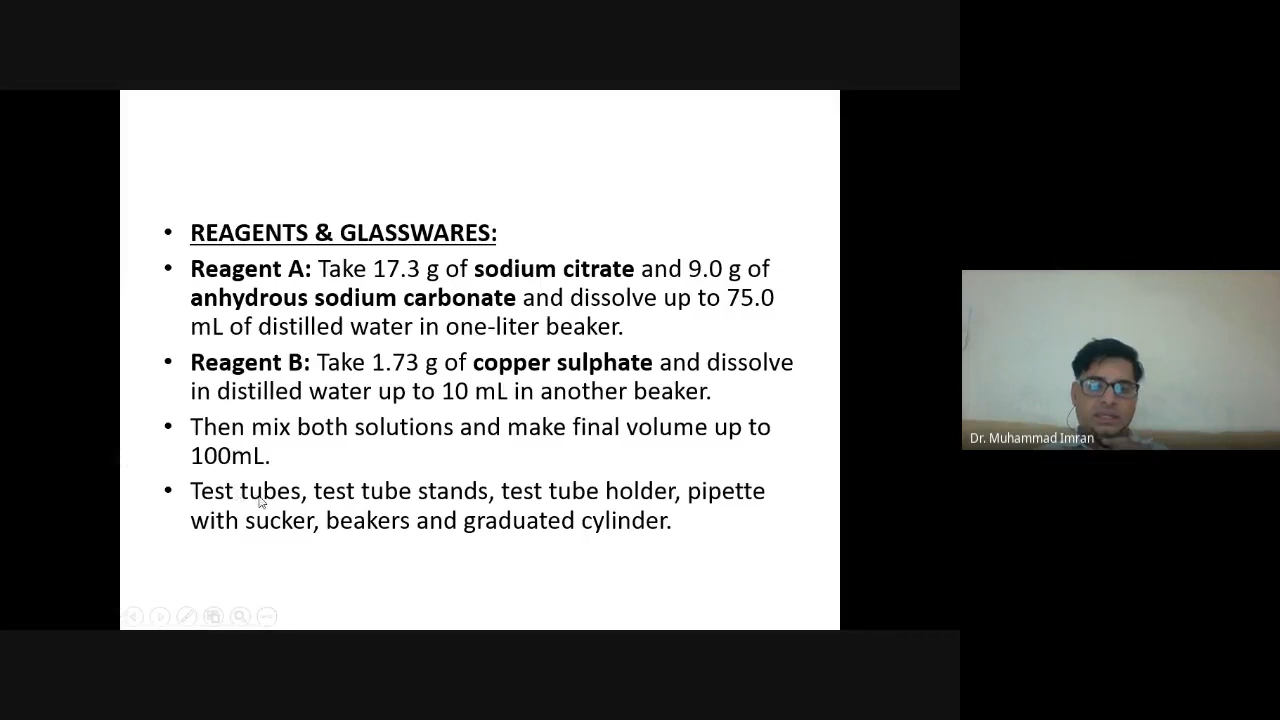 • REAGENTS & GLASSWARES:
• Reagent A: Take 17.3 g of sodium citrate and 9.0 g of
anhydrous sodium carbonate and dissolve up to 75.0
mL of distilled water in one-liter beaker.
• Reagent B: Take 1.73 g of copper sulphate and dissolve
in distilled water up to 10 mL in another beaker.
• Then mix both solutions and make final volume up to
100mL.
• Test tubes, test tube stands, test tube holder, pipette
with sucker, beakers and graduated cylinder.
Dr. Muhammad Imran